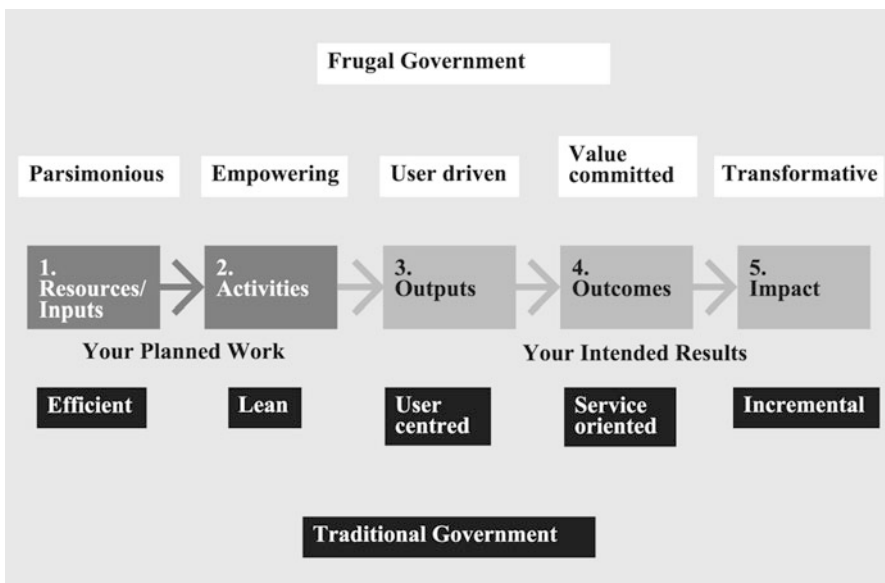 Frugal Government
Parsimonious
Empowering
User driven
Value
committed
Transformative
1.
Resources/
Inputs
2.
Activities
3.
Outputs
4.
Outcomes
5.
Impact
Your Planned Work
Your Intended Results
Efficient
Lean
User
centred
Service
oriented
Incremental
Traditional Government